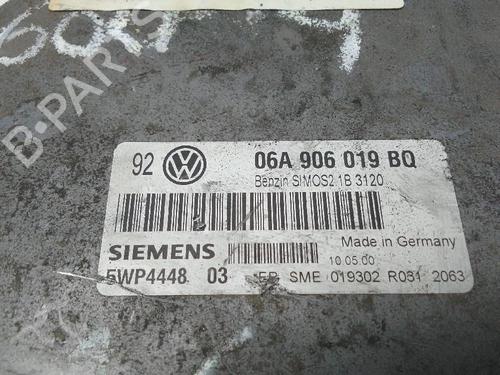 B-PARTS
92 VW 06A 906 019 BQ
Benzin SIMOS2 1B 3120
SIEMENS
Made in Germany
10.05.00
5WP4448 03 SME 019302 R031 2063